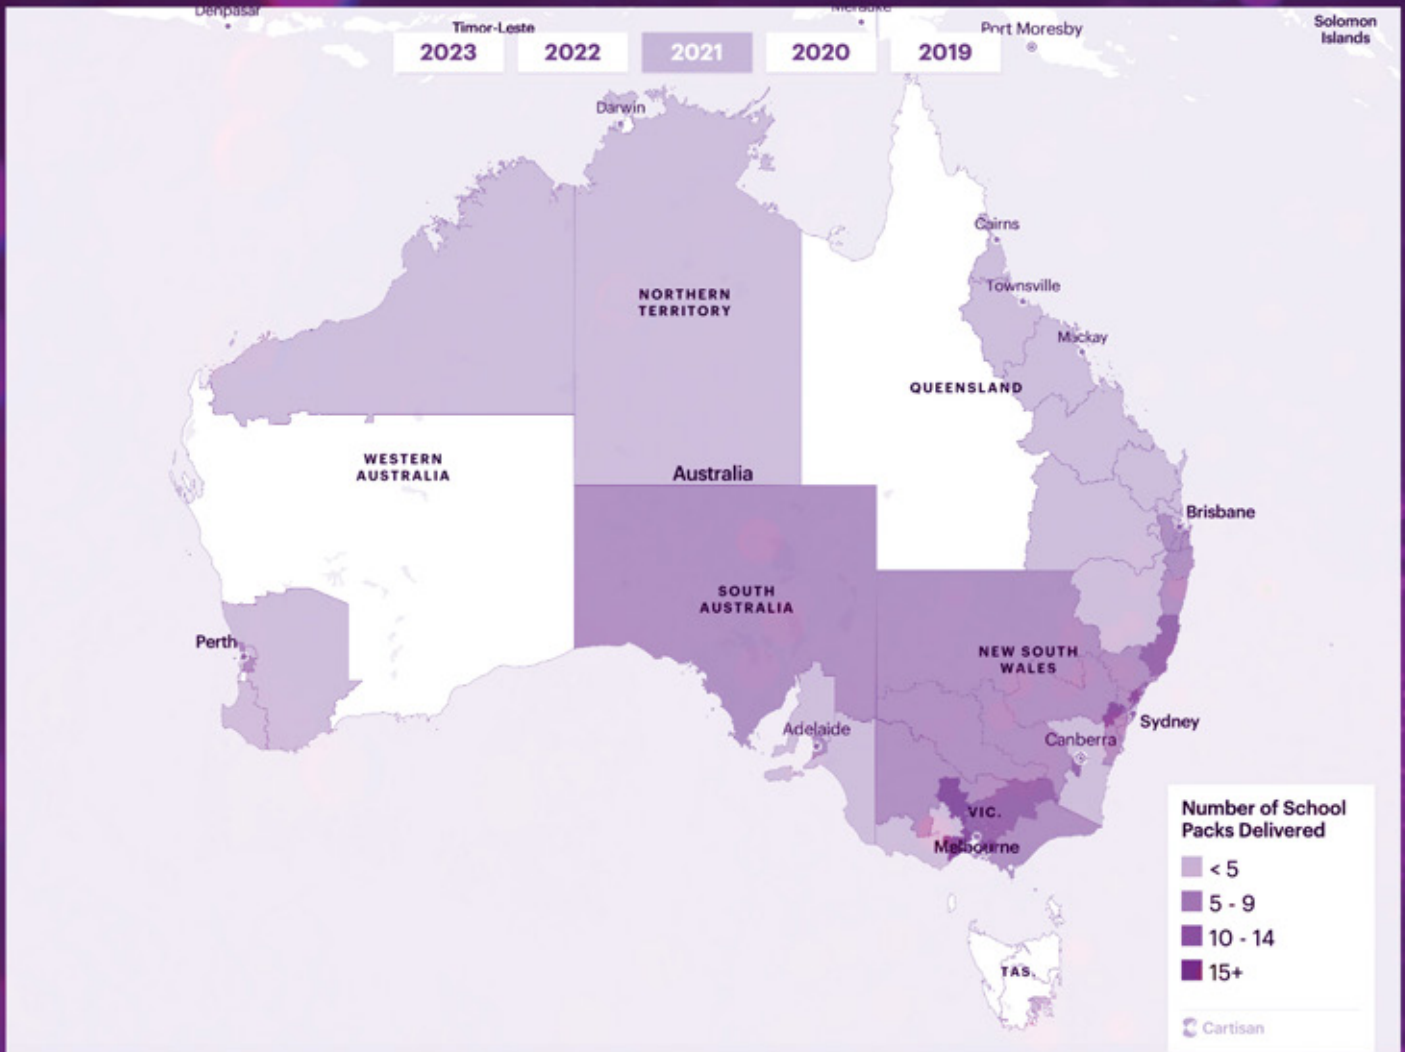 Denpasar
Timor-Leste
Merauke
Port Moresby
Solomon
Islands
2023
2022
2021
2020
2019
Darwin
Cairns
NORTHERN
TERRITORY
Townsville
Mackay
QUEENSLAND
WESTERN
AUSTRALIA
Australia
Brisbane
SOUTH
AUSTRALIA
Perth
NEW SOUTH
WALES
Adelaide
Sydney
Canberra
VIC.
Melbourne
TAS.
Number of School
Packs Delivered
< 5
5 - 9
10 - 14
15+
Cartisan